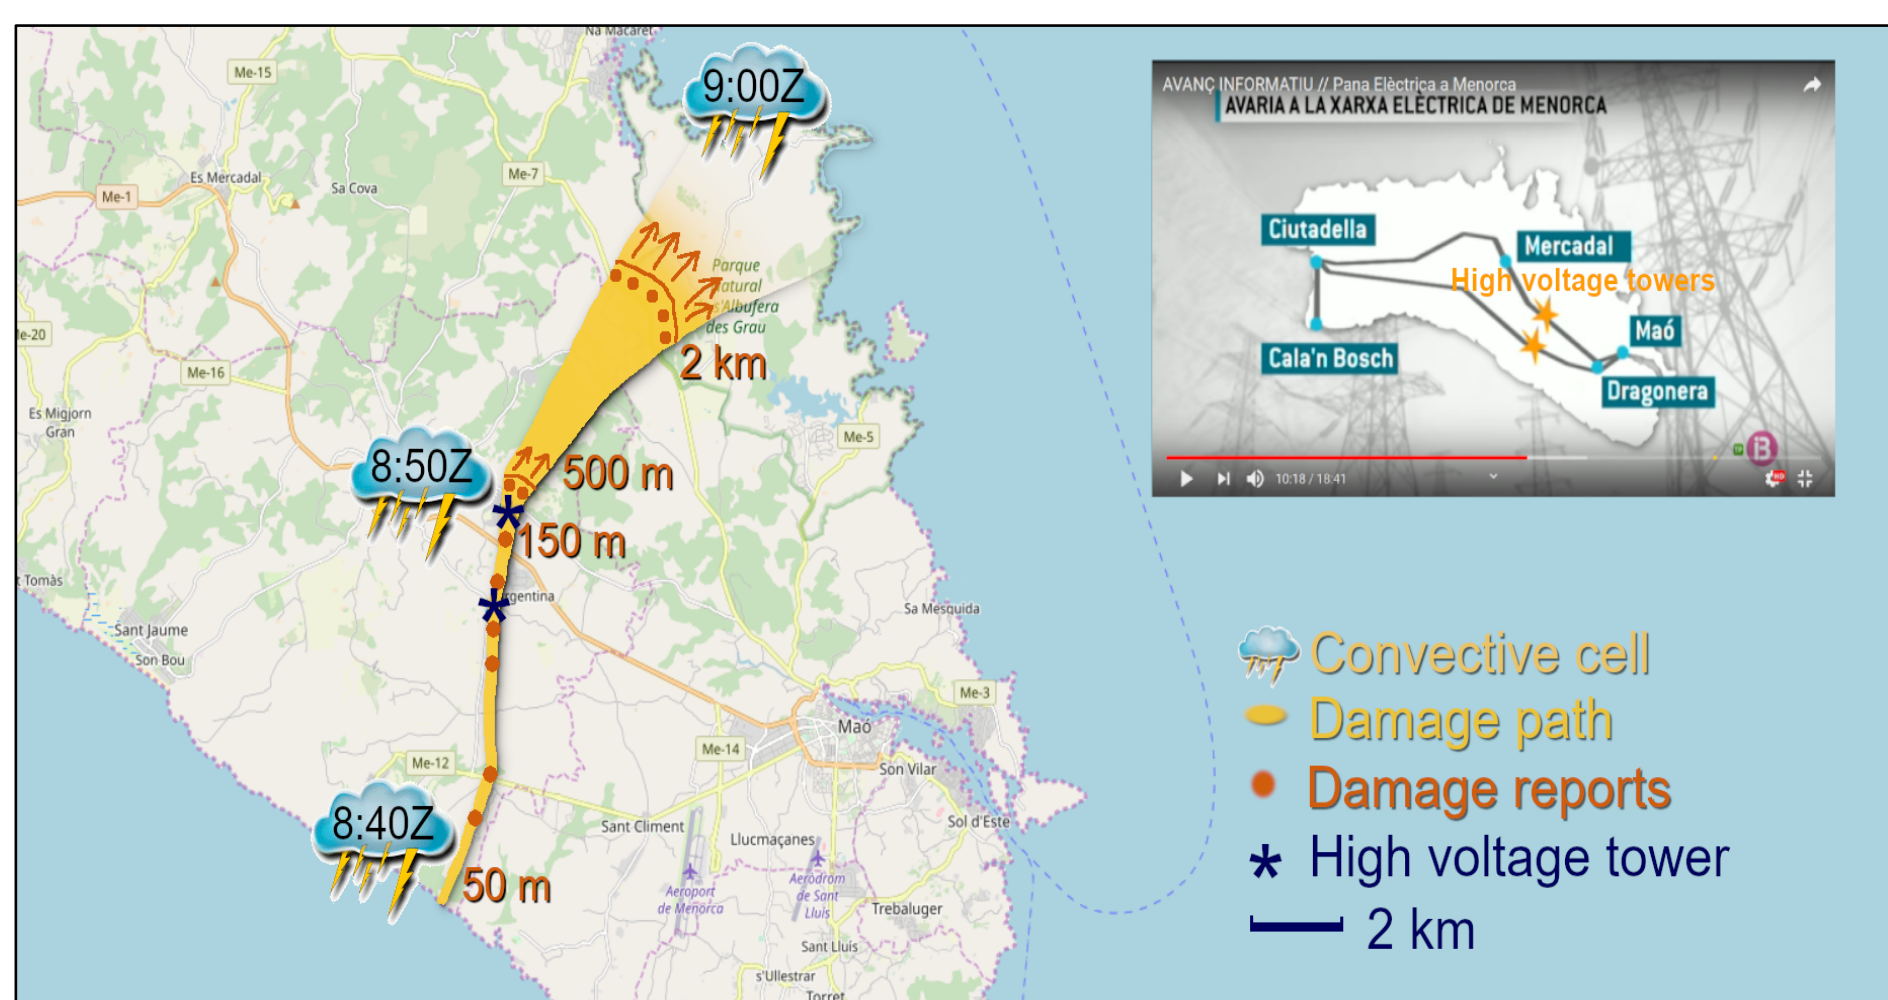 Na Macaret
Me-15
9:00Z
Es Mercadal
Sa Cova
Me-7
Me-1
Parque
atural
s'Albufera
des Grau
e-20
2 km
Me-16
Es Migjorn
Gran
Me-5
8:50Z
500 m
150 m
t Tomàs
rgentina
Sa Mesquida
Sant Jaume
Son Bou
Me-3
Maó
Me-14
Me-12
Son Vilar
8:40Z
Sant Climent
Llucmaçanes
Sol d'Este
50 m
Aeroport
de Menorca
Aeròdrom
de Sant
Lluís
Trebaluger
Sant Lluís
s'Ullestrar
Torret
AVANÇ INFORMATIU // Pana Elèctrica a Menorca
AVARIA A LA XARXA ELÈCTRICA DE MENORCA
Ciutadella
Mercadal
High voltage towers
Maó
Cala'n Bosch
Dragonera
10:18 / 18:41
HD
Convective cell
Damage path
Damage reports
High voltage tower
2 km